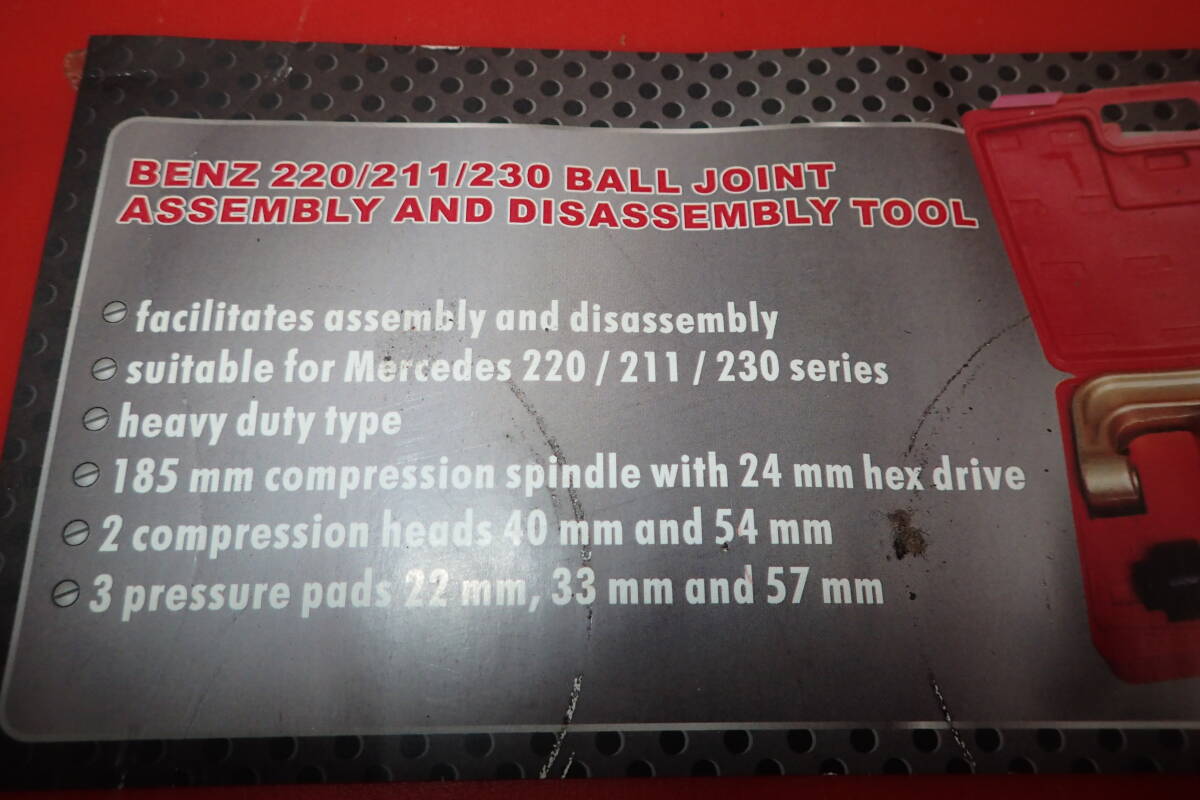 BENZ 220/211/230 BALL JOINT
ASSEMBLY AND DISASSEMBLY TOOL
facilitates assembly and disassembly
suitable for Mercedes 220 / 211 / 230 series
heavy duty type
185 mm compression spindle with 24 mm hex drive
2 compression heads 40 mm and 54 mm
3 pressure pads 22 mm, 33 mm and 57 mm